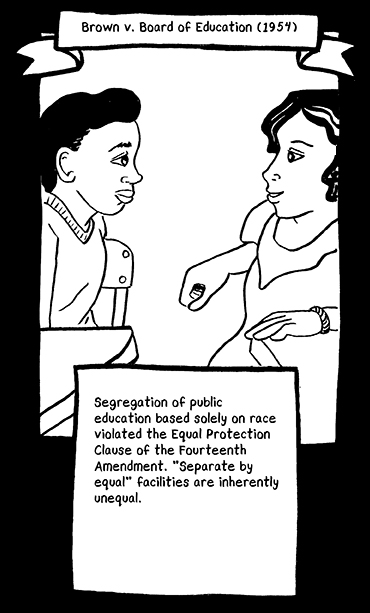 Brown v. Board of Education (1954)
Segregation of public
education based solely on race
violated the Equal Protection
Clause of the Fourteenth
Amendment. "Separate by
equal" facilities are inherently
unequal.